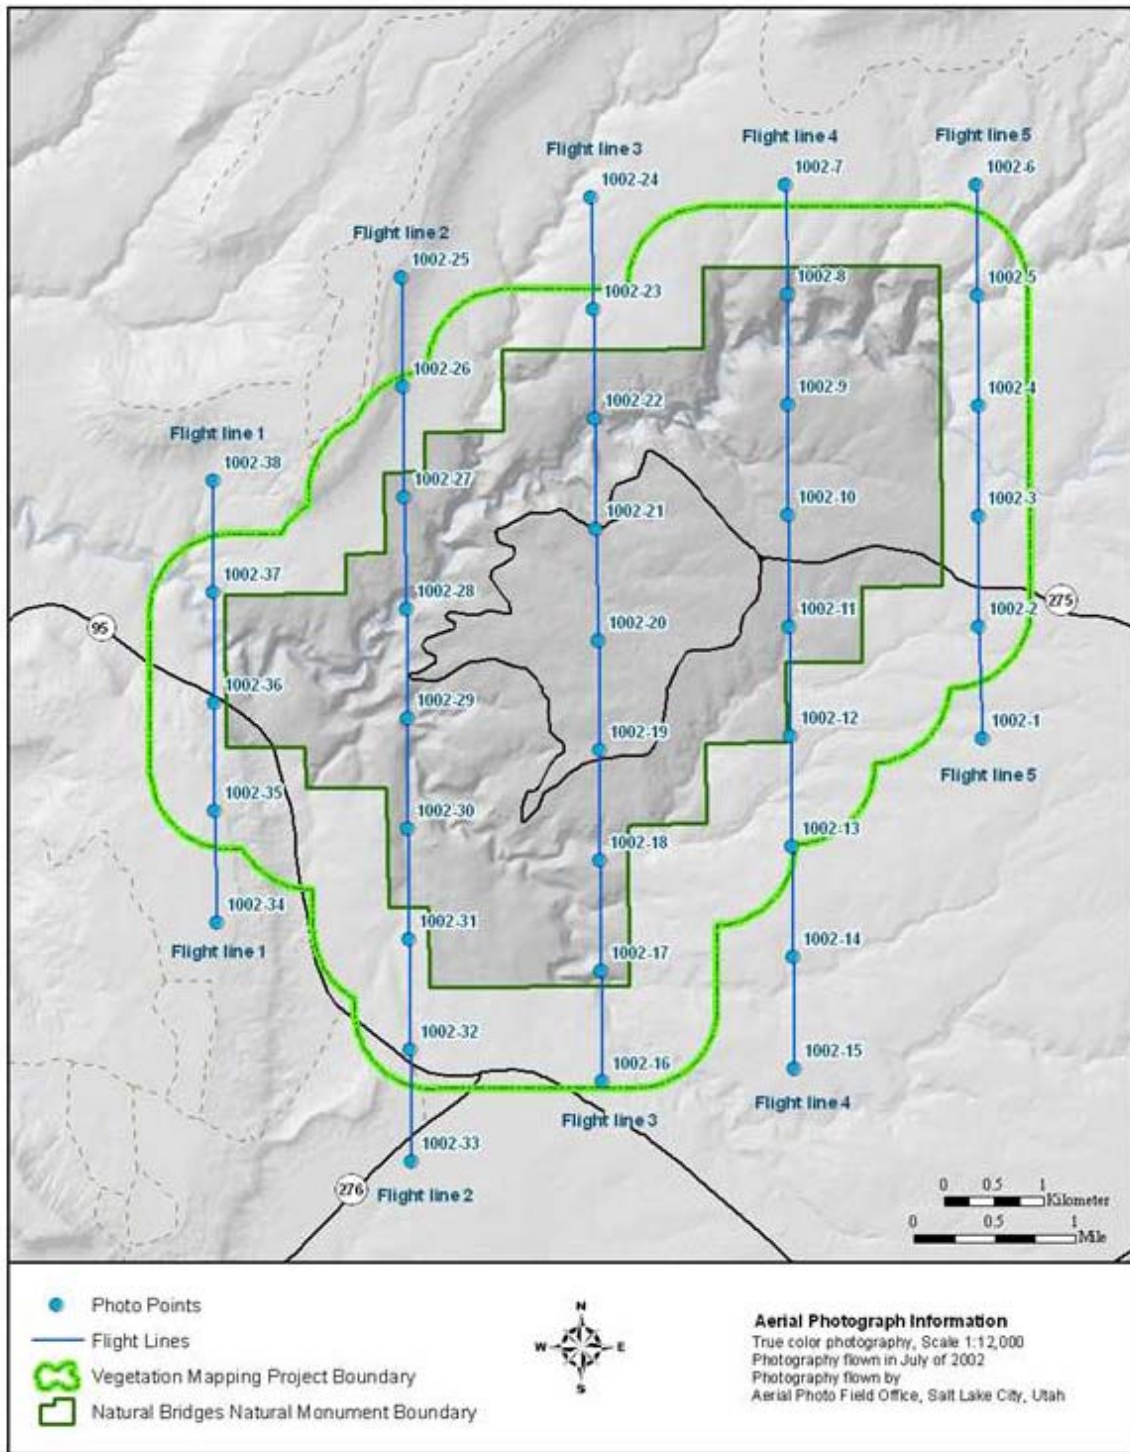 Flight line 4
Flight line 5
Flight line 3
1002-7
1002-6
1002-24
Flight line 2
1002-25
1002-8
1002-5
1002-23
1002-26
1002-9
1002-4
1002-22
Flight line 1
1002-38
1002-27
1002-10
1002-3
1002-21
1002-37
1002-28
1002-11
1002-2
275
95
1002-20
1002-36
1002-29
1002-12
1002-1
1002-19
Flight line 5
1002-35
1002-30
1002-13
1002-18
1002-34
1002-31
Flight line 1
1002-14
1002-17
1002-32
1002-15
1002-16
Flight line 4
Flight line 3
1002-33
276
Flight line 2
0 0.5 1
Kilometer
0 0.5 1
Mile
Photo Points
Flight Lines
Vegetation Mapping Project Boundary
Natural Bridges Natural Monument Boundary
N
W E
S
Aerial Photograph Information
True color photography, Scale 1:12,000
Photography flown in July of 2002
Photography flown by
Aerial Photo Field Office, Salt Lake City, Utah